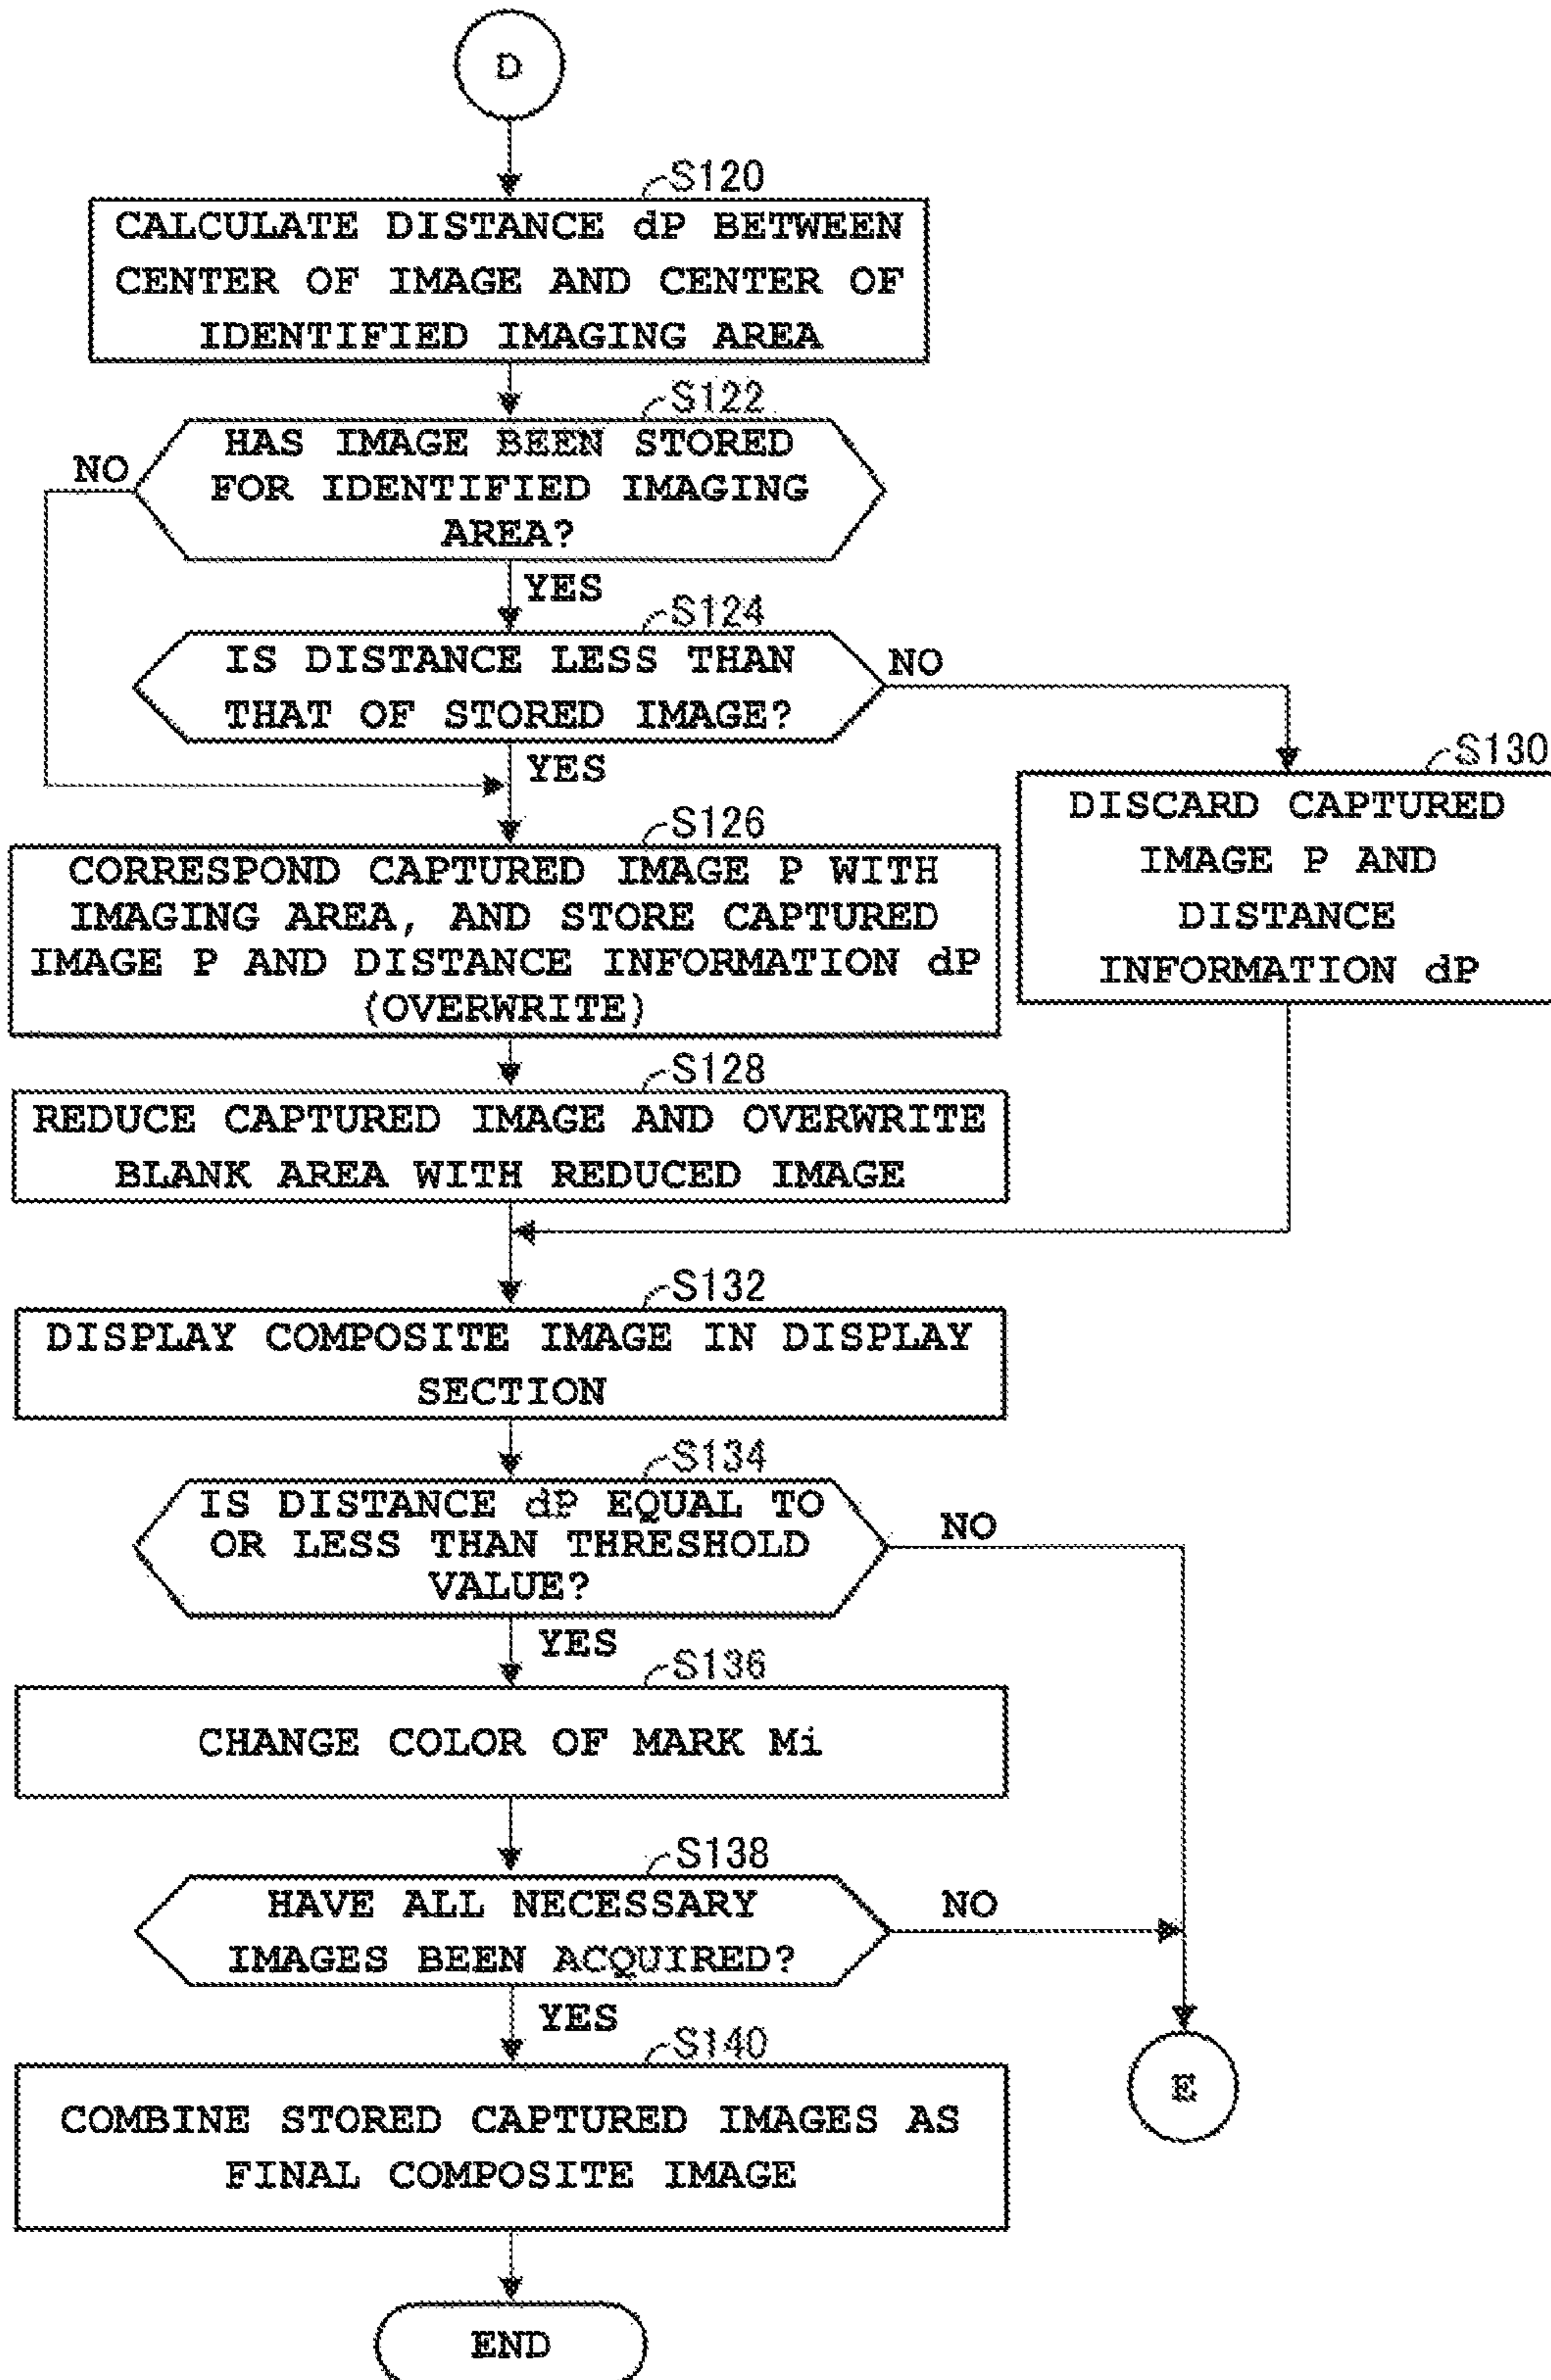 D
S120
CALCULATE DISTANCE dP BETWEEN
CENTER OF IMAGE AND CENTER OF
IDENTIFIED IMAGING AREA
S122
HAS IMAGE BEEN STORED
FOR IDENTIFIED IMAGING
AREA?
NO
YES
S124
IS DISTANCE LESS THAN
THAT OF STORED IMAGE?
NO
YES
S130
DISCARD CAPTURED
IMAGE P AND
DISTANCE
INFORMATION dP
S126
CORRESPOND CAPTURED IMAGE P WITH
IMAGING AREA, AND STORE CAPTURED
IMAGE P AND DISTANCE INFORMATION dP
(OVERWRITE)
S128
REDUCE CAPTURED IMAGE AND OVERWRITE
BLANK AREA WITH REDUCED IMAGE
S132
DISPLAY COMPOSITE IMAGE IN DISPLAY
SECTION
S134
IS DISTANCE dP EQUAL TO
OR LESS THAN THRESHOLD
VALUE?
NO
YES
S136
CHANGE COLOR OF MARK Mi
S138
HAVE ALL NECESSARY
IMAGES BEEN ACQUIRED?
NO
YES
E
S140
COMBINE STORED CAPTURED IMAGES AS
FINAL COMPOSITE IMAGE
END